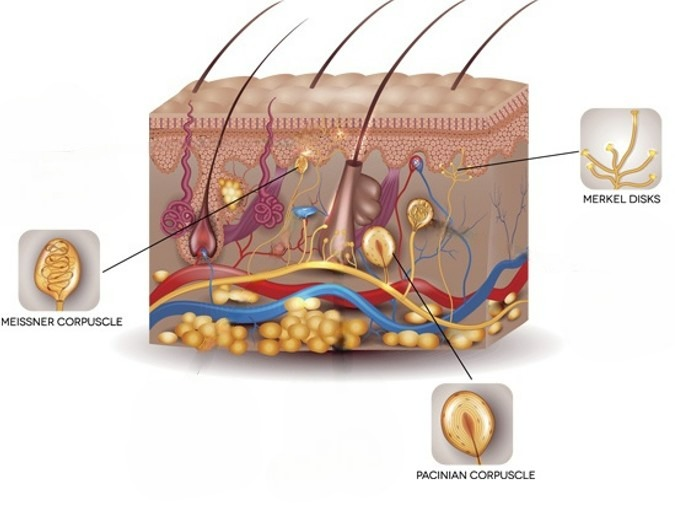 MERKEL DISKS
MEISSNER CORPUSCLE
PACINIAN CORPUSCLE